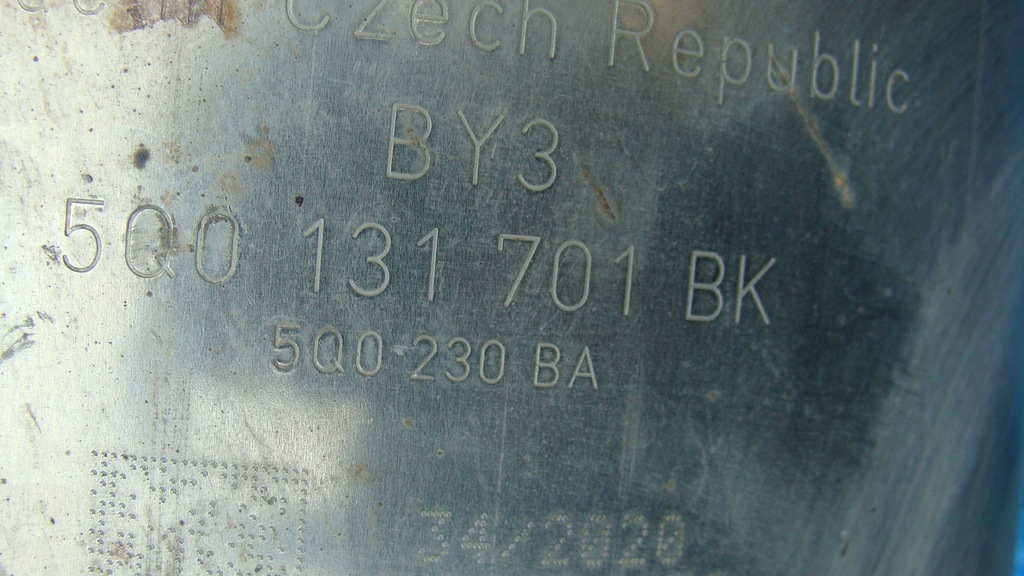 Czech Republic
BY3
5Q0 131 701 BK
5Q0 230 BA
34/2020